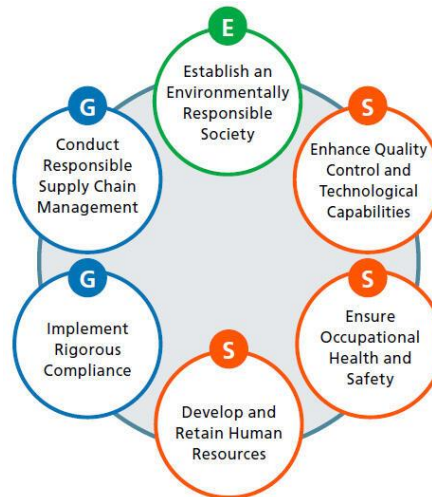 E
Establish an
Environmentally
Responsible
Society
S
Enhance Quality
Control and
Technological
Capabilities
S
Ensure
Occupational
Health and
Safety
S
Develop and
Retain Human
Resources
G
Implement
Rigorous
Compliance
G
Conduct
Responsible
Supply Chain
Management